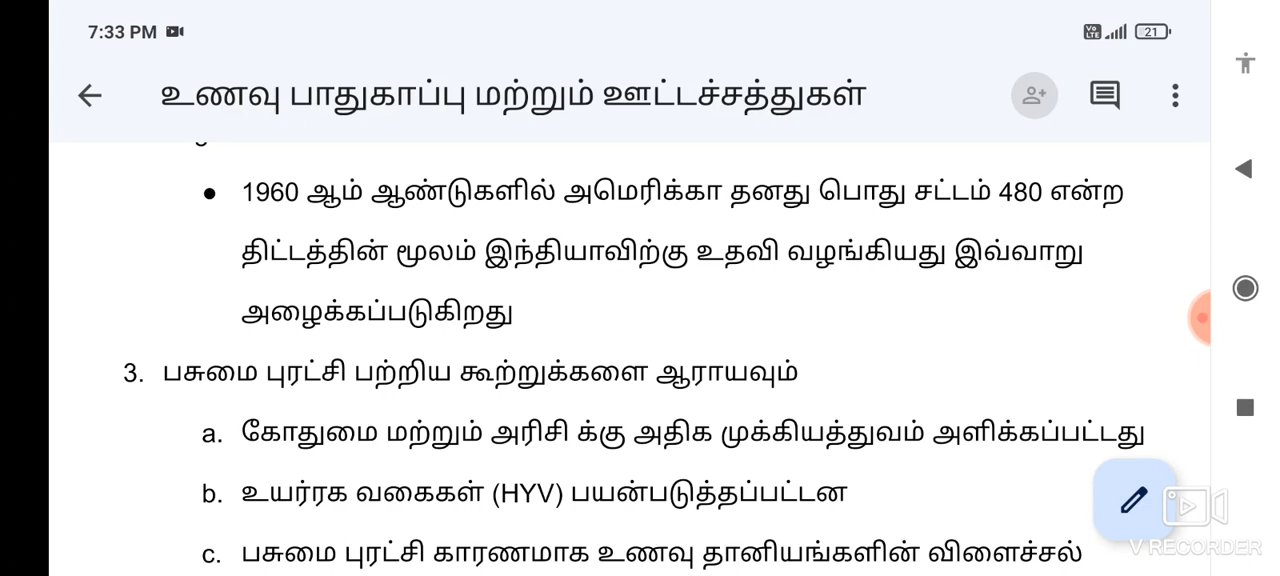 7:33 PM
Vo LTE 21
உணவு பாதுகாப்பு மற்றும் ஊட்டச்சத்துகள்
● 1960 ஆம் ஆண்டுகளில் அமெரிக்கா தனது பொது சட்டம் 480 என்ற
திட்டத்தின் மூலம் இந்தியாவிற்கு உதவி வழங்கியது இவ்வாறு
அழைக்கப்படுகிறது
3. பசுமை புரட்சி பற்றிய கூற்றுக்களை ஆராயவும்
a. கோதுமை மற்றும் அரிசி க்கு அதிக முக்கியத்துவம் அளிக்கப்பட்டது
b. உயர்ரக வகைகள் (HYV) பயன்படுத்தப்பட்டன
c. பசுமை புரட்சி காரணமாக உணவு தானியங்களின் விளைச்சல்
V RECORDER